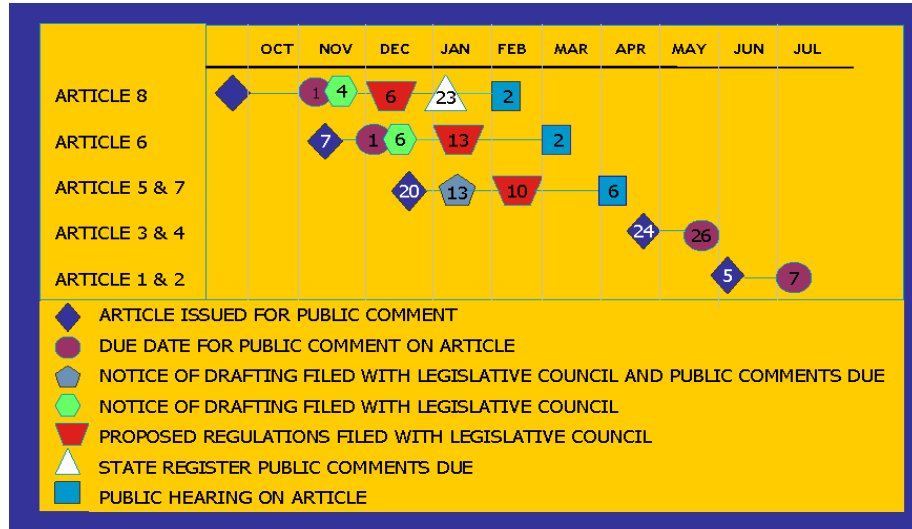 OCT NOV DEC JAN FEB MAR APR MAY JUN JUL
ARTICLE 8 1 4 6 23 2
ARTICLE 6 7 1 6 13 2
ARTICLE 5 & 7 20 13 10 6
ARTICLE 3 & 4 24 26
ARTICLE 1 & 2 5 7
ARTICLE ISSUED FOR PUBLIC COMMENT
DUE DATE FOR PUBLIC COMMENT ON ARTICLE
NOTICE OF DRAFTING FILED WITH LEGISLATIVE COUNCIL AND PUBLIC COMMENTS DUE
NOTICE OF DRAFTING FILED WITH LEGISLATIVE COUNCIL
PROPOSED REGULATIONS FILED WITH LEGISLATIVE COUNCIL
STATE REGISTER PUBLIC COMMENTS DUE
PUBLIC HEARING ON ARTICLE